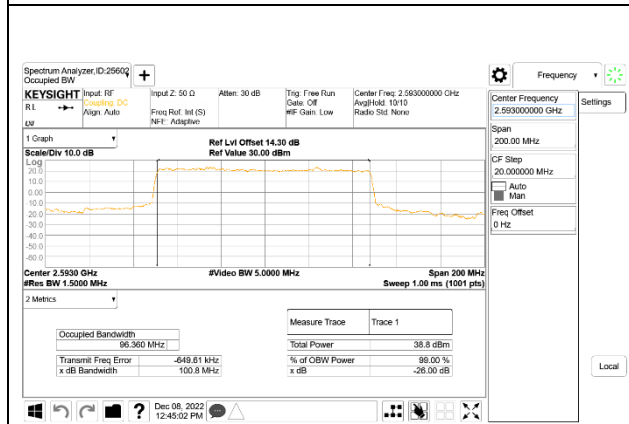 Spectrum Analyzer,ID:25602
Occupied BW
Frequency
KEYSIGHT Input: RF Input Z: 50 Ω Atten: 30 dB Trig: Free Run Center Freq: 2.593000000 GHz
RL Coupling: DC Gate: Off Avg|Hold: 10/10
Align: Auto Freq Ref: Int (S) #IF Gain: Low Radio Std: None
NFE: Adaptive
Center Frequency
2.593000000 GHz
Settings
Span
200.00 MHz
CF Step
20.000000 MHz
Auto
Man
Freq Offset
0 Hz
1 Graph
Ref Lvl Offset 14.30 dB
Scale/Div 10.0 dB Ref Value 30.00 dBm
Log
20.0
10.0
0.00
-10.0
-20.0
-30.0
-40.0
-50.0
-60.0
Center 2.5930 GHz #Video BW 5.0000 MHz Span 200 MHz
#Res BW 1.5000 MHz Sweep 1.00 ms (1001 pts)
2 Metrics
Measure Trace Trace 1
Occupied Bandwidth
96.360 MHz Total Power 38.8 dBm
Transmit Freq Error -649.61 kHz % of OBW Power 99.00 %
x dB Bandwidth 100.8 MHz x dB -26.00 dB
Local
Dec 08, 2022
12:45:02 PM